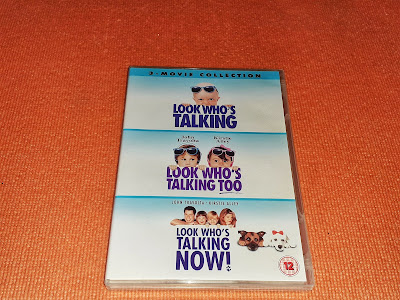 3-MOVIE COLLECTION
LOOK WHO'S
TALKING
John Travolta Kirstie Alley
LOOK WHO'S
TALKING TOO
JOHN TRAVOLTA • KIRSTIE ALLEY
LOOK WHO'S
TALKING
NOW!
12